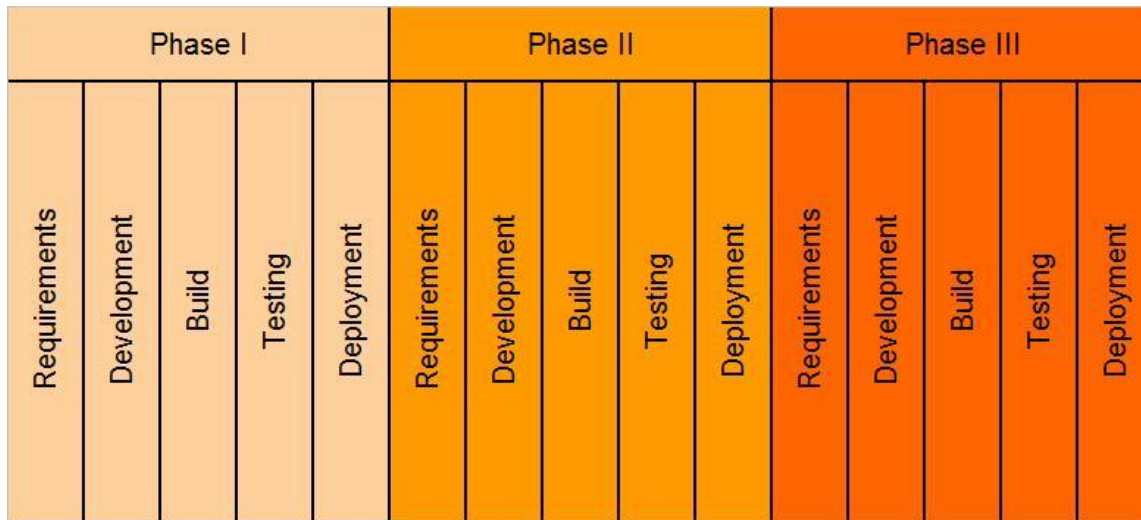 Phase I
Phase II
Phase III
Requirements
Development
Build
Testing
Deployment
Requirements
Development
Build
Testing
Deployment
Requirements
Development
Build
Testing
Deployment